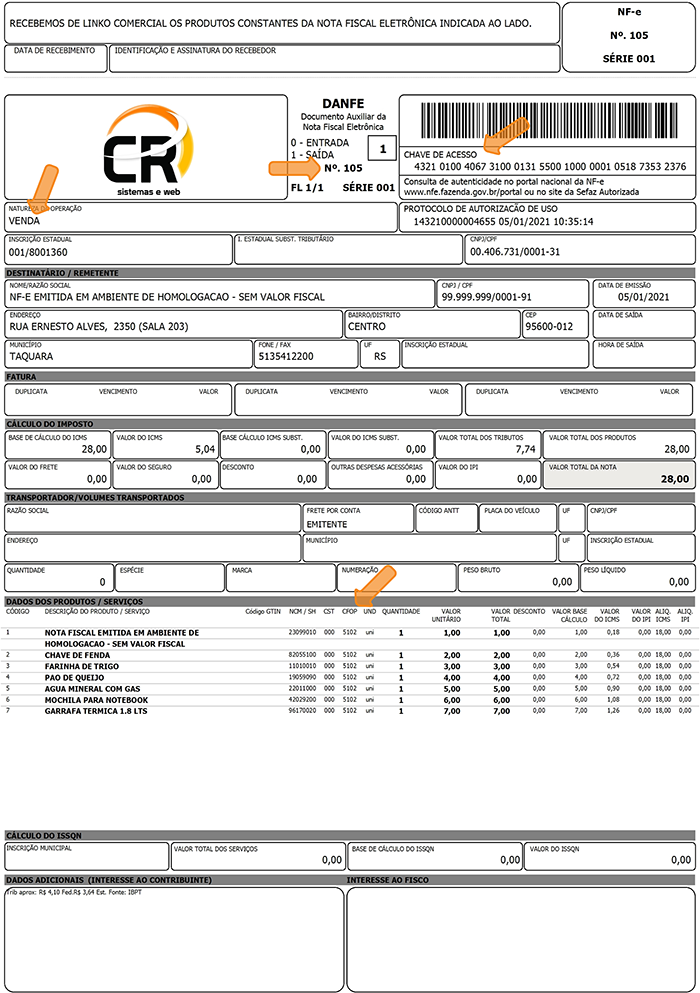 RECEBEMOS DE LINKO COMERCIAL OS PRODUTOS CONSTANTES DA NOTA FISCAL ELETRÔNICA INDICADA AO LADO.
NF-e
Nº. 105
SÉRIE 001
DATA DE RECEBIMENTO IDENTIFICAÇÃO E ASSINATURA DO RECEBEDOR
CR
sistemas e web
DANFE
Documento Auxiliar da
Nota Fiscal Eletrônica
0 - ENTRADA
1 - SAÍDA
1
Nº. 105
FL 1/1 SÉRIE 001
CHAVE DE ACESSO
4321 0100 4067 3100 0131 5500 1000 0001 0518 7353 2376
Consulta de autenticidade no portal nacional da NF-e
www.nfe.fazenda.gov.br/portal ou no site da Sefaz Autorizada
NATUREZA DE OPERAÇÃO PROTOCOLO DE AUTORIZAÇÃO DE USO
VENDA 143210000004655 05/01/2021 10:35:14
INSCRIÇÃO ESTADUAL I. ESTADUAL SUBST. TRIBUTÁRIO CNPJ/CPF
001/8001360 00.406.731/0001-31
DESTINATÁRIO / REMETENTE
NOME/RAZÃO SOCIAL CNPJ / CPF DATA DE EMISSÃO
NF-E EMITIDA EM AMBIENTE DE HOMOLOGACAO - SEM VALOR FISCAL 99.999.999/0001-91 05/01/2021
ENDEREÇO BAIRRO/DISTRITO CEP DATA DE SAÍDA
RUA ERNESTO ALVES, 2350 (SALA 203) CENTRO 95600-012
MUNICÍPIO FONE / FAX UF INSCRIÇÃO ESTADUAL HORA DE SAÍDA
TAQUARA 5135412200 RS
FATURA
DUPLICATA VENCIMENTO VALOR DUPLICATA VENCIMENTO VALOR DUPLICATA VENCIMENTO VALOR
CÁLCULO DO IMPOSTO
BASE DE CÁLCULO DO ICMS VALOR DO ICMS BASE CÁLCULO ICMS SUBST. VALOR DO ICMS SUBST. VALOR TOTAL DOS TRIBUTOS VALOR TOTAL DOS PRODUTOS
28,00 5,04 0,00 0,00 7,74 28,00
VALOR DO FRETE VALOR DO SEGURO DESCONTO OUTRAS DESPESAS ACESSÓRIAS VALOR DO IPI VALOR TOTAL DA NOTA
0,00 0,00 0,00 0,00 0,00 28,00
TRANSPORTADOR/VOLUMES TRANSPORTADOS
RAZÃO SOCIAL FRETE POR CONTA CÓDIGO ANTT PLACA DO VEÍCULO UF CNPJ/CPF
EMITENTE
ENDEREÇO MUNICÍPIO UF INSCRIÇÃO ESTADUAL
QUANTIDADE ESPÉCIE MARCA NUMERAÇÃO PESO BRUTO PESO LÍQUIDO
0 0,00 0,00
DADOS DOS PRODUTOS / SERVIÇOS
CÓDIGO DESCRIÇÃO DO PRODUTO / SERVIÇO Código GTIN NCM / SH CST CFOP UND QUANTIDADE VALOR UNITÁRIO VALOR TOTAL DESCONTO VALOR BASE CÁLCULO VALOR DO ICMS VALOR DO IPI ALIQ. ICMS ALIQ. IPI
1 NOTA FISCAL EMITIDA EM AMBIENTE DE 23099010 000 5102 uni 1 1,00 1,00 0,00 1,00 0,18 0,00 18,00 0,00
HOMOLOGACAO - SEM VALOR FISCAL
2 CHAVE DE FENDA 82055100 000 5102 uni 1 2,00 2,00 0,00 2,00 0,36 0,00 18,00 0,00
3 FARINHA DE TRIGO 11010010 000 5102 uni 1 3,00 3,00 0,00 3,00 0,54 0,00 18,00 0,00
4 PAO DE QUEIJO 19059090 000 5102 uni 1 4,00 4,00 0,00 4,00 0,72 0,00 18,00 0,00
5 AGUA MINERAL COM GAS 22011000 000 5102 uni 1 5,00 5,00 0,00 5,00 0,90 0,00 18,00 0,00
6 MOCHILA PARA NOTEBOOK 42029200 000 5102 uni 1 6,00 6,00 0,00 6,00 1,08 0,00 18,00 0,00
7 GARRAFA TERMICA 1.8 LTS 96170020 000 5102 uni 1 7,00 7,00 0,00 7,00 1,26 0,00 18,00 0,00
CÁLCULO DO ISSQN
INSCRIÇÃO MUNICIPAL VALOR TOTAL DOS SERVIÇOS BASE DE CÁLCULO DO ISSQN VALOR DO ISSQN
0,00 0,00 0,00
DADOS ADICIONAIS (INTERESSE AO CONTRIBUINTE) INTERESSE AO FISCO
Trib aprox: R$ 4,10 Fed.R$ 3,64 Est. Fonte: IBPT